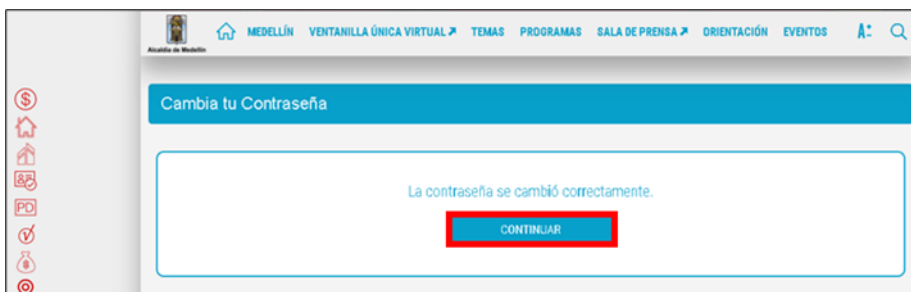 Alcaldía de Medellín
MEDELLÍN VENTANILLA ÚNICA VIRTUAL TEMAS PROGRAMAS SALA DE PRENSA ORIENTACIÓN EVENTOS A
Cambia tu Contraseña
La contraseña se cambió correctamente.
CONTINUAR
$
PD
$